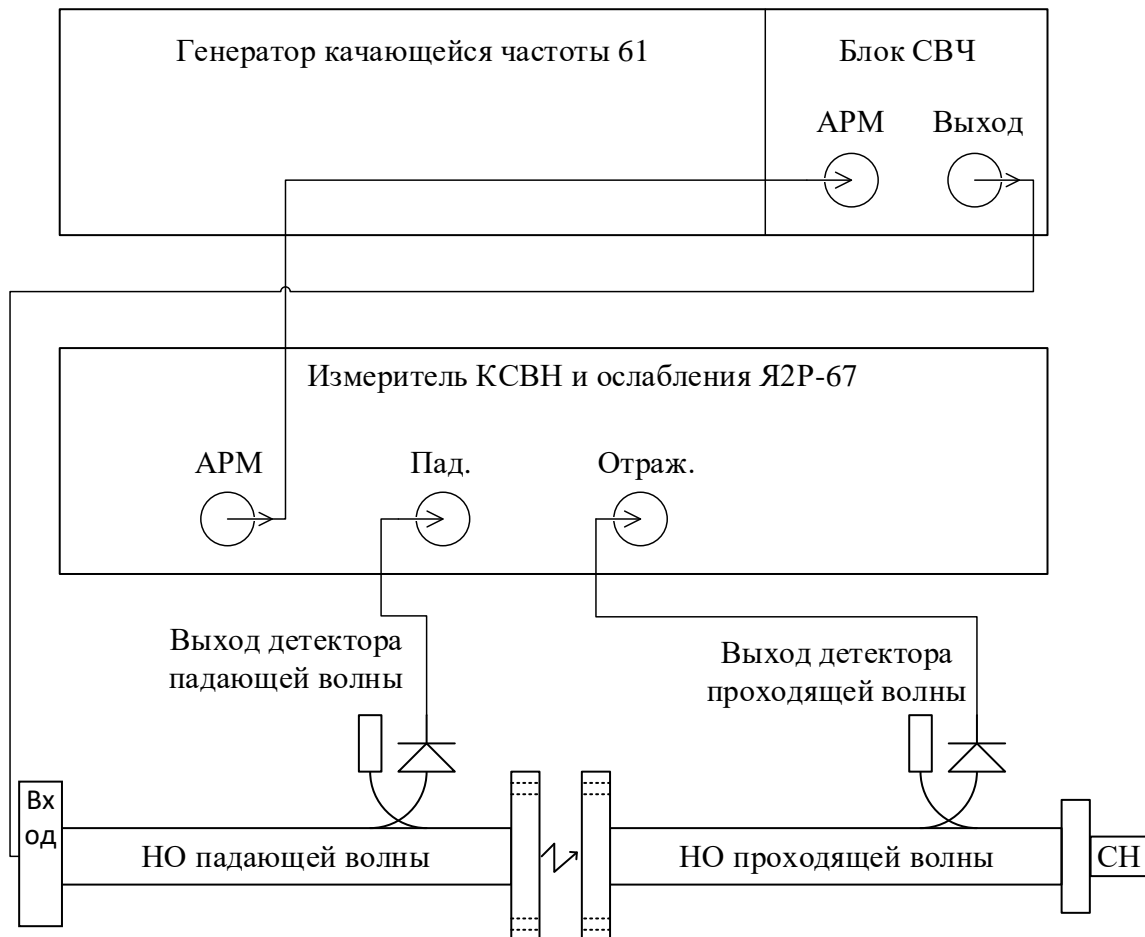 Генератор качающейся частоты 61
Блок СВЧ
АРМ
Выход
Измеритель КСВН и ослабления Я2Р-67
АРМ
Пад.
Отраж.
Выход детектора
падающей волны
Выход детектора
проходящей волны
Вх
од
НО падающей волны
НО проходящей волны
СН